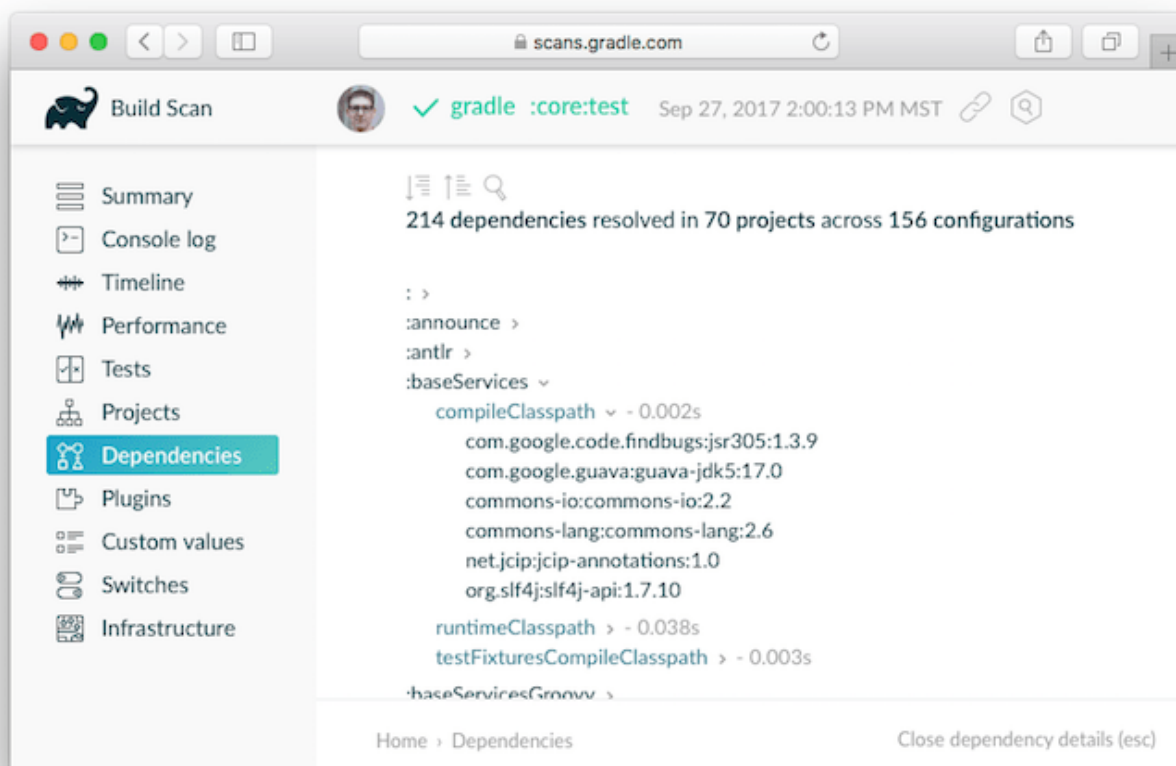 scans.gradle.com
Build Scan
gradle :core:test Sep 27, 2017 2:00:13 PM MST
Summary
Console log
Timeline
Performance
Tests
Projects
Dependencies
Plugins
Custom values
Switches
Infrastructure
214 dependencies resolved in 70 projects across 156 configurations
: >
:announce >
:antlr >
:baseServices
compileClasspath - 0.002s
com.google.code.findbugs:jsr305:1.3.9
com.google.guava:guava-jdk5:17.0
commons-io:commons-io:2.2
commons-lang:commons-lang:2.6
net.jcip:jcip-annotations:1.0
org.slf4j:slf4j-api:1.7.10
runtimeClasspath > - 0.038s
testFixturesCompileClasspath > - 0.003s
:baseServicesGroovy >
Home > Dependencies
Close dependency details (esc)